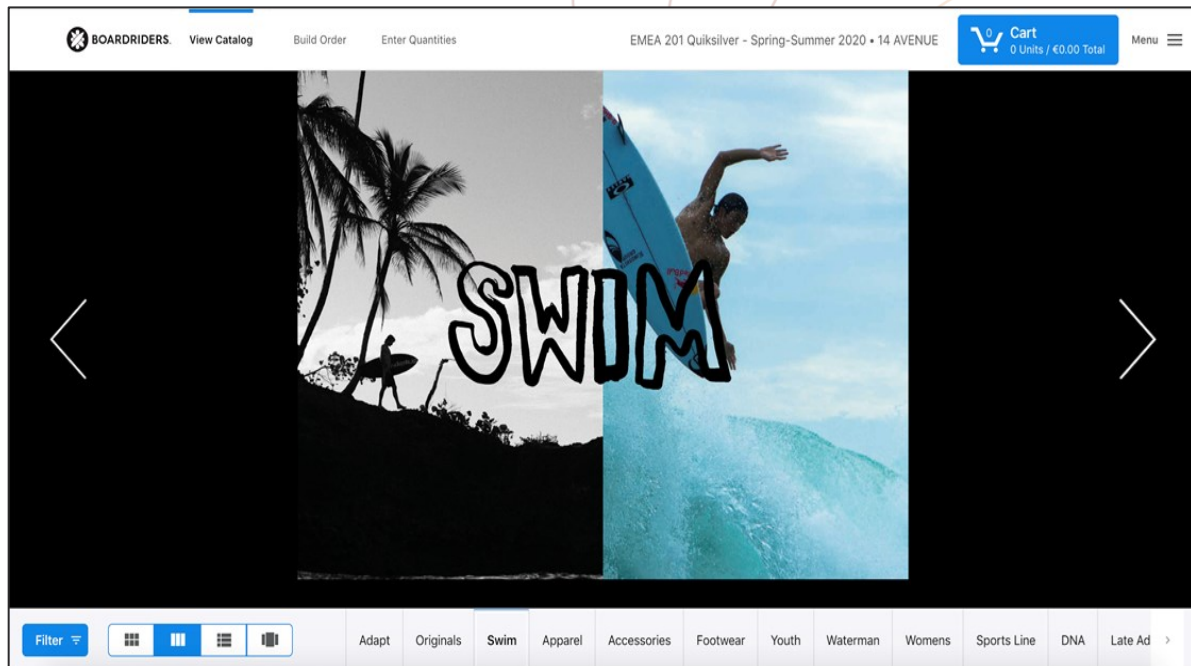 BOARDRIDERS.
View Catalog
Build Order
Enter Quantities
EMEA 201 Quiksilver - Spring-Summer 2020 • 14 AVENUE
0
Cart
0 Units / €0.00 Total
Menu
SWIM
Filter
Adapt
Originals
Swim
Apparel
Accessories
Footwear
Youth
Waterman
Womens
Sports Line
DNA
Late Ad